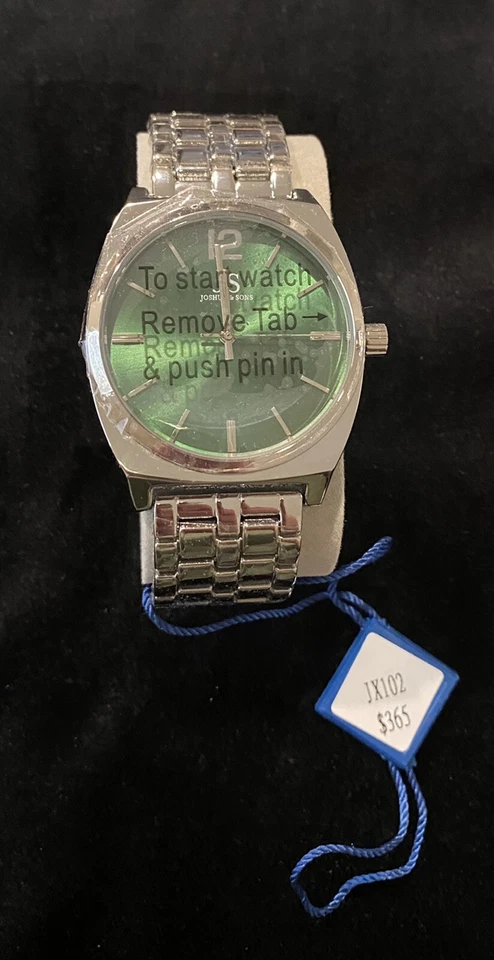 12
To start watch
JS
JOSHUA & SONS
Remove Tab →
& push pin in
JX102
$365